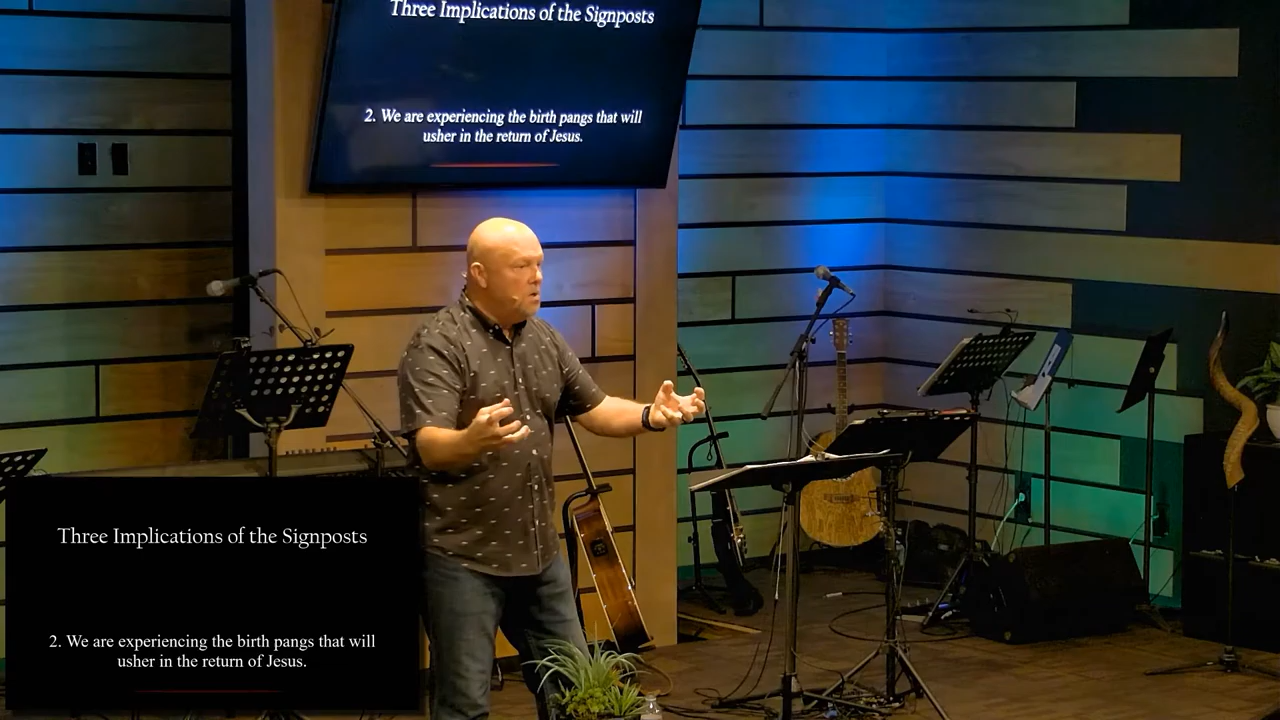 Three Implications of the Signposts
2. We are experiencing the birth pangs that will
usher in the return of Jesus.
Three Implications of the Signposts
2. We are experiencing the birth pangs that will
usher in the return of Jesus.